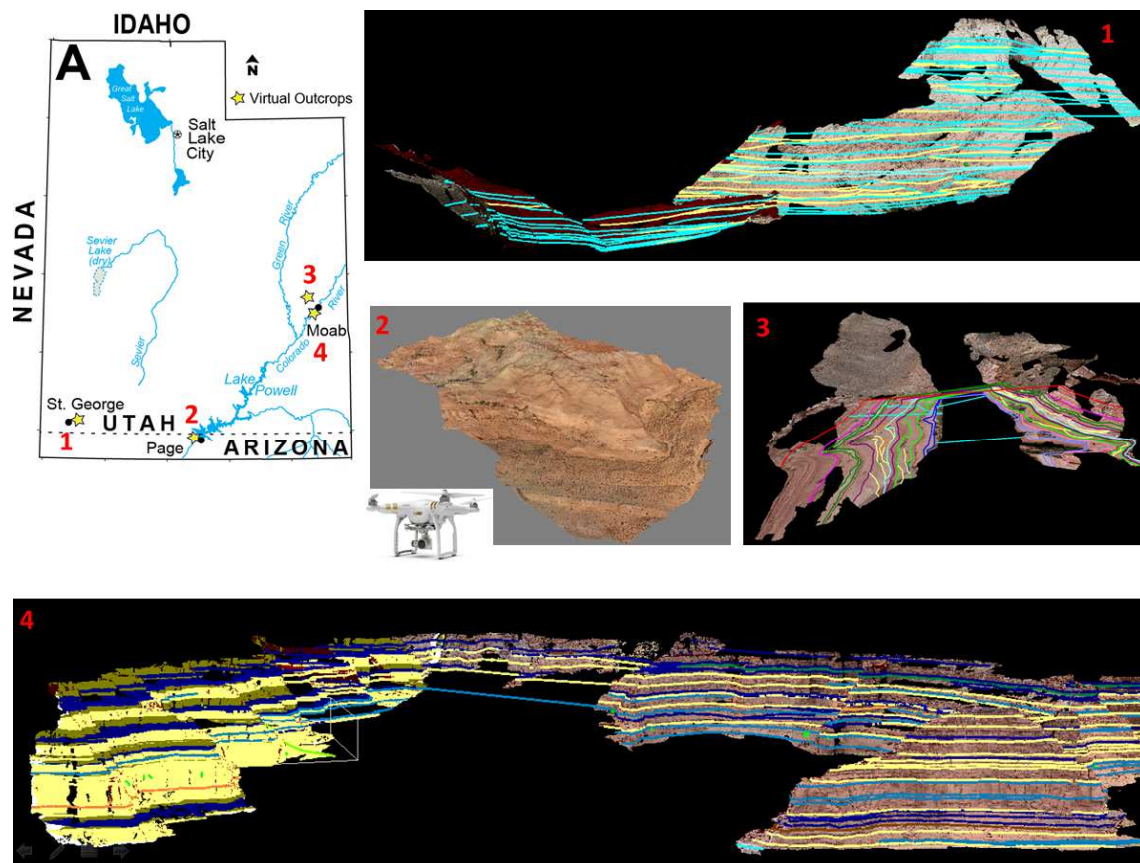 IDAHO
A
N
Virtual Outcrops
Great
Salt
Lake
Salt
Lake
City
NEVADA
Sevier
Lake
(dry)
Sevier
Green
River
3
River
Moab
4
Colorado
Lake
Powell
St. George
1
UTAH
2
Page
ARIZONA
1
2
3
4